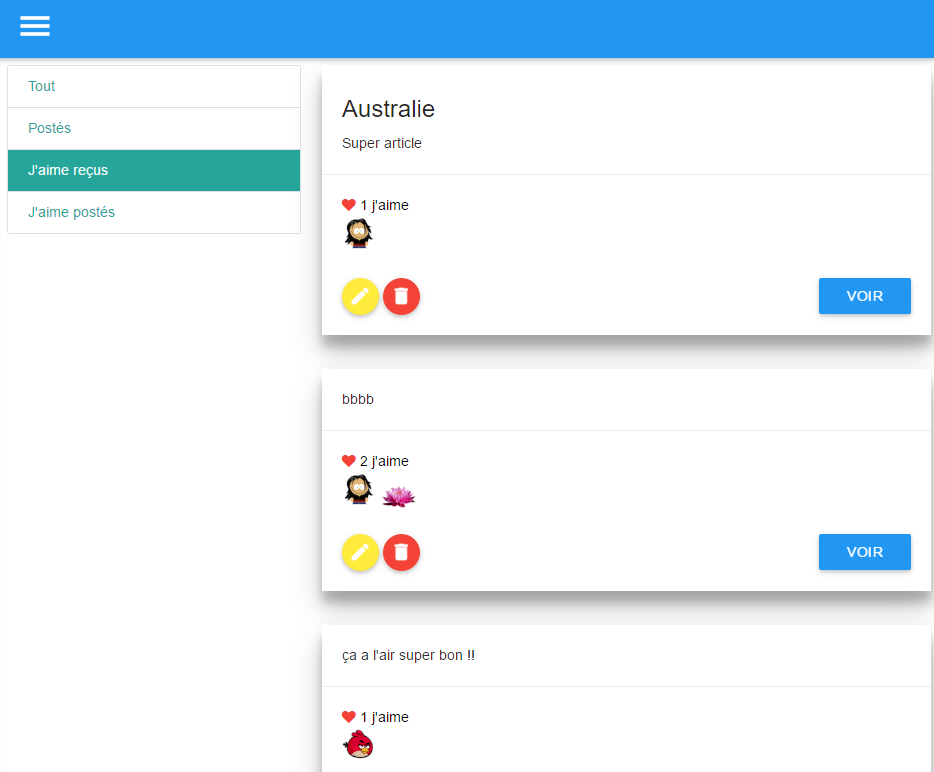 Tout
Postés
J'aime reçus
J'aime postés
Australie
Super article
1 j'aime
VOIR
bbbb
2 j'aime
VOIR
ça a l'air super bon !!
1 j'aime